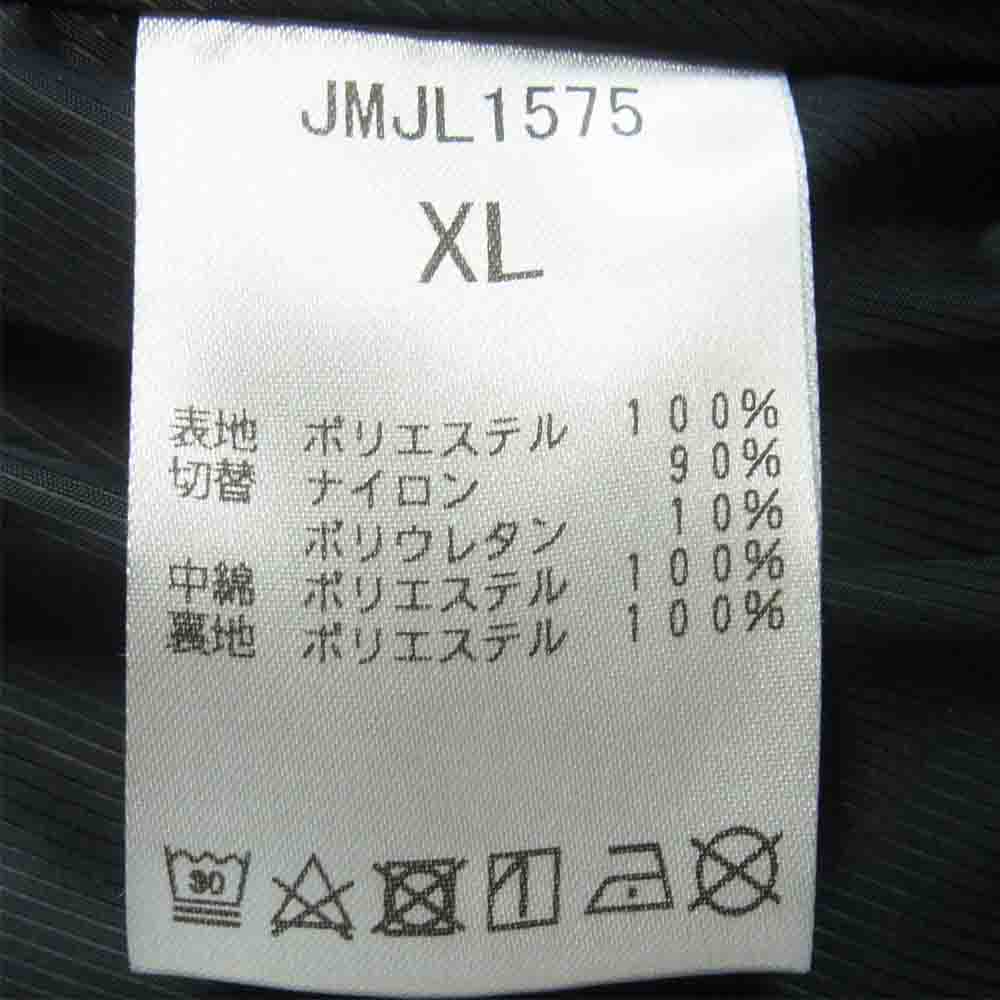 JMJL1575
XL
表地 ポリエステル 100%
切替 ナイロン 90%
ポリウレタン 10%
中綿 ポリエステル 100%
裏地 ポリエステル 100%
30